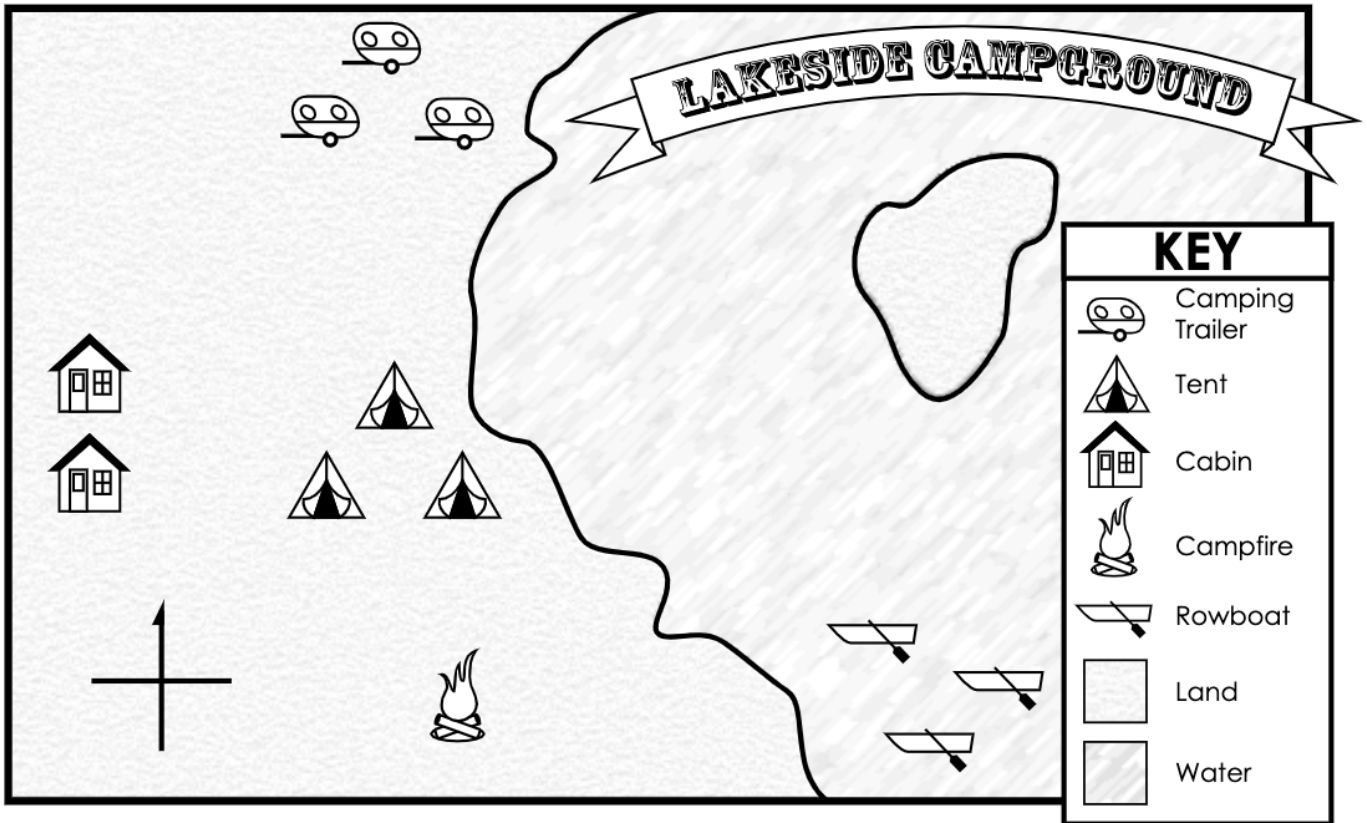 LAKESIDE CAMPGROUND
KEY
Camping
Trailer
Tent
Cabin
Campfire
Rowboat
Land
Water